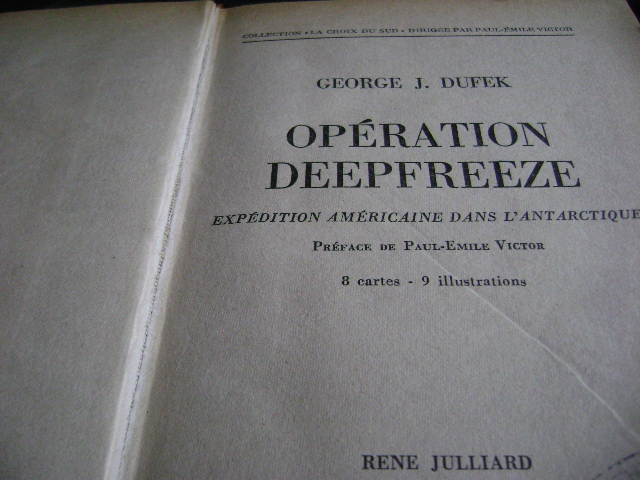 COLLECTION « LA CROIX DU SUD » DIRIGÉE PAR PAUL-ÉMILE VICTOR
GEORGE J. DUFEK
OPÉRATION
DEEPFREEZE
EXPÉDITION AMÉRICAINE DANS L'ANTARCTIQUE
PRÉFACE DE PAUL-EMILE VICTOR
8 cartes - 9 illustrations
RENE JULLIARD